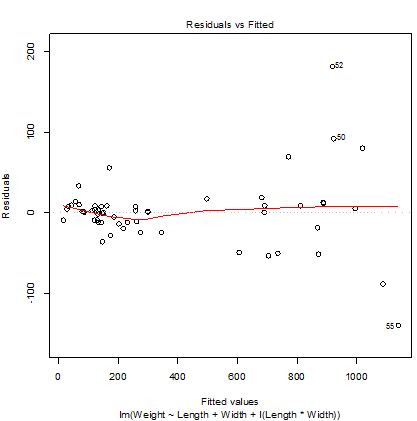 Residuals vs Fitted
200
100
0
-100
Residuals
52
50
55
0 200 400 600 800 1000
Fitted values
lm(Weight ~ Length + Width + I(Length * Width))